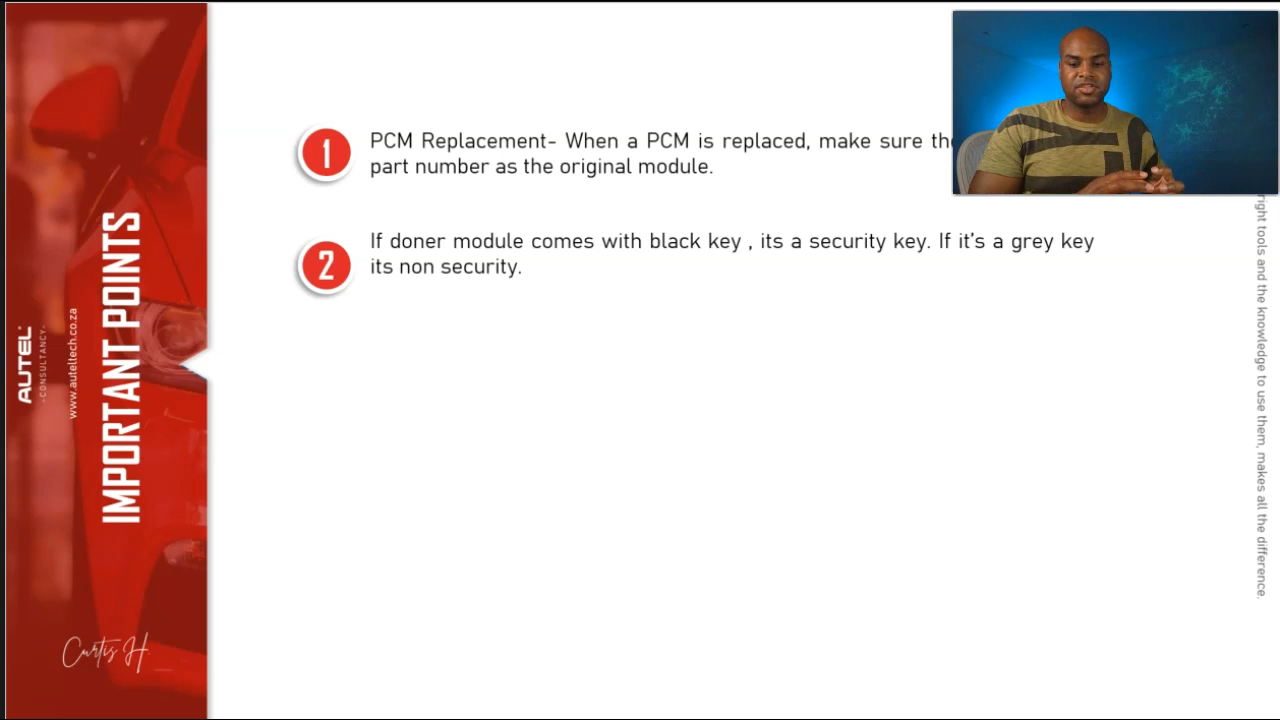 AUTEL
-CONSULTANCY-
www.auteltech.co.za
IMPORTANT POINTS
Curtis H.
1
PCM Replacement- When a PCM is replaced, make sure
part number as the original module.
2
If doner module comes with black key , its a security key. If it's a grey key
its non security.
right tools and the knowledge to use them, makes all the difference.